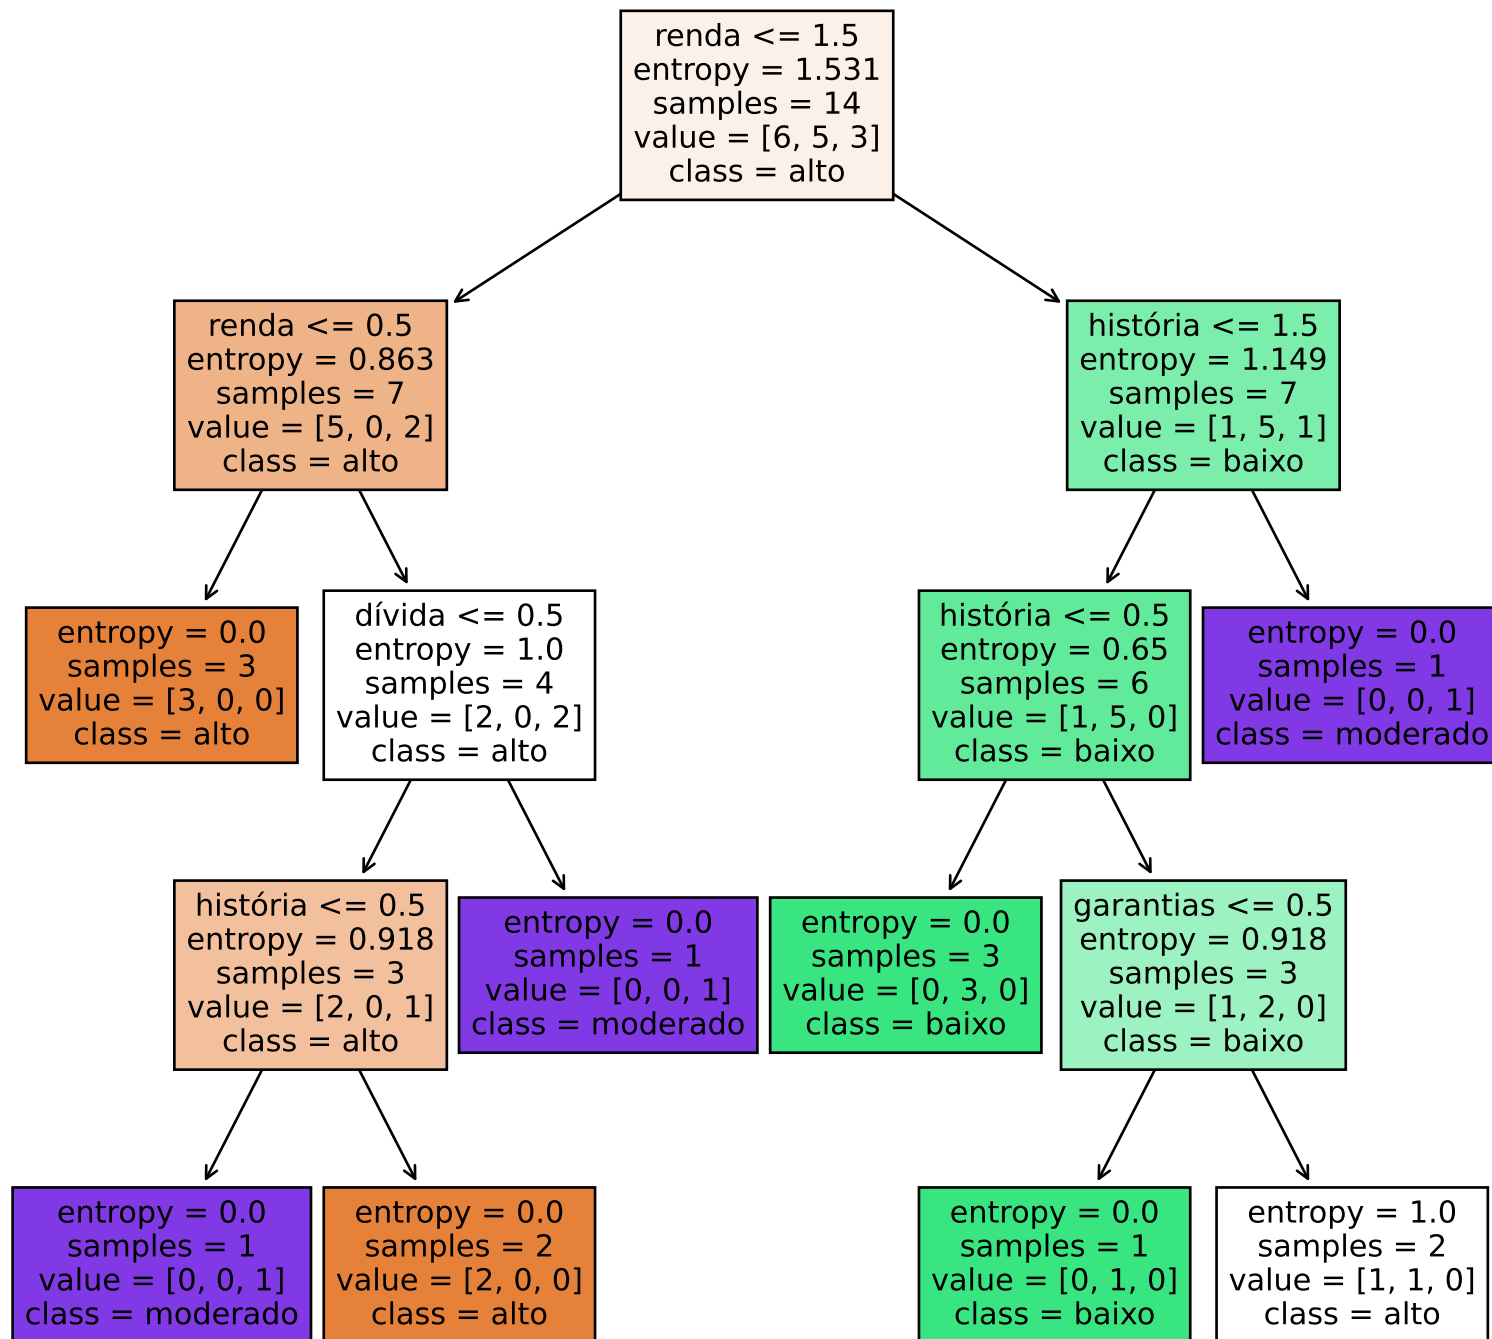 renda <= 1.5
entropy = 1.531
samples = 14
value = [6, 5, 3]
class = alto
renda <= 0.5
entropy = 0.863
samples = 7
value = [5, 0, 2]
class = alto
história <= 1.5
entropy = 1.149
samples = 7
value = [1, 5, 1]
class = baixo
entropy = 0.0
samples = 3
value = [3, 0, 0]
class = alto
dívida <= 0.5
entropy = 1.0
samples = 4
value = [2, 0, 2]
class = alto
história <= 0.5
entropy = 0.65
samples = 6
value = [1, 5, 0]
class = baixo
entropy = 0.0
samples = 1
value = [0, 0, 1]
class = moderado
história <= 0.5
entropy = 0.918
samples = 3
value = [2, 0, 1]
class = alto
entropy = 0.0
samples = 1
value = [0, 0, 1]
class = moderado
entropy = 0.0
samples = 3
value = [0, 3, 0]
class = baixo
garantias <= 0.5
entropy = 0.918
samples = 3
value = [1, 2, 0]
class = baixo
entropy = 0.0
samples = 1
value = [0, 0, 1]
class = moderado
entropy = 0.0
samples = 2
value = [2, 0, 0]
class = alto
entropy = 0.0
samples = 1
value = [0, 1, 0]
class = baixo
entropy = 1.0
samples = 2
value = [1, 1, 0]
class = alto